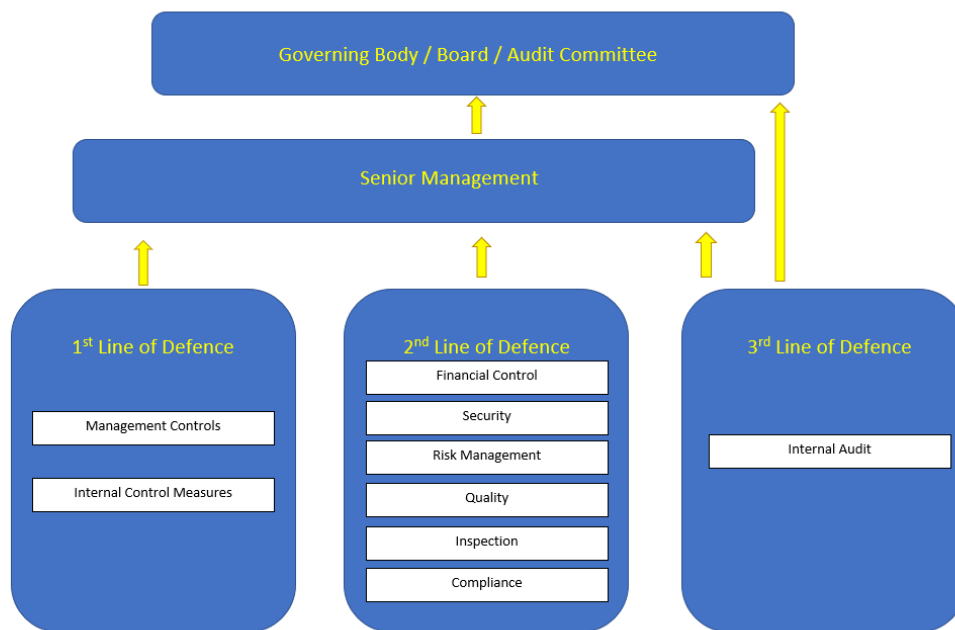 Governing Body / Board / Audit Committee
Senior Management
1st Line of Defence
Management Controls
Internal Control Measures
2nd Line of Defence
Financial Control
Security
Risk Management
Quality
Inspection
Compliance
3rd Line of Defence
Internal Audit